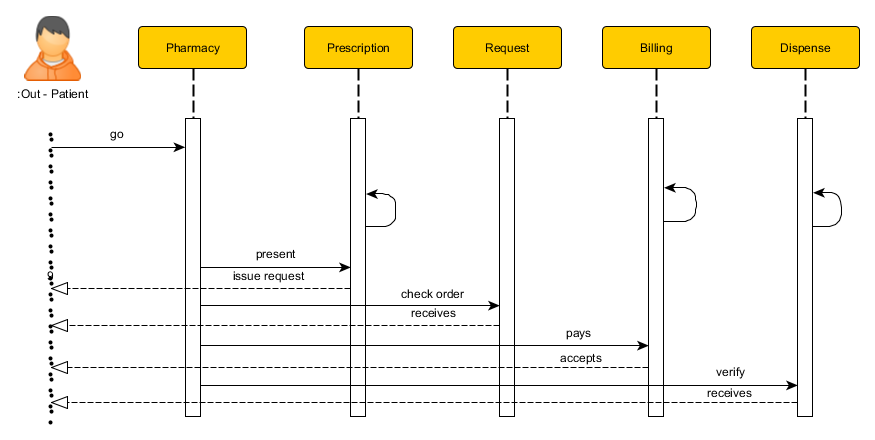 Pharmacy
Prescription
Request
Billing
Dispense
:Out - Patient
go
present
issue request
check order
receives
pays
accepts
verify
receives